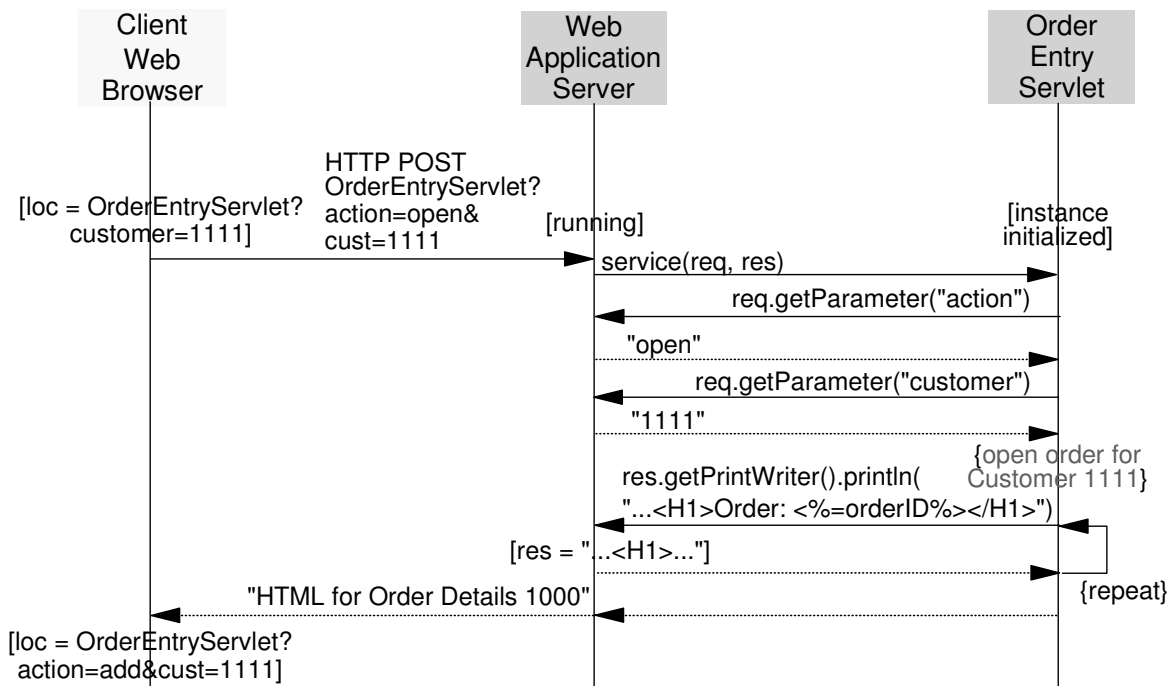 Client
Web
Browser
Web
Application
Server
Order
Entry
Servlet
HTTP POST
OrderEntryServlet?
action=open&
cust=1111
[loc = OrderEntryServlet?
customer=1111]
[running]
[instance
initialized]
service(req, res)
req.getParameter("action")
"open"
req.getParameter("customer")
"1111"
{open order for
Customer 1111}
res.getPrintWriter().println(
"...<H1>Order: <%=orderID%></H1>")
[res = "...<H1>..."]
{repeat}
"HTML for Order Details 1000"
[loc = OrderEntryServlet?
action=add&cust=1111]